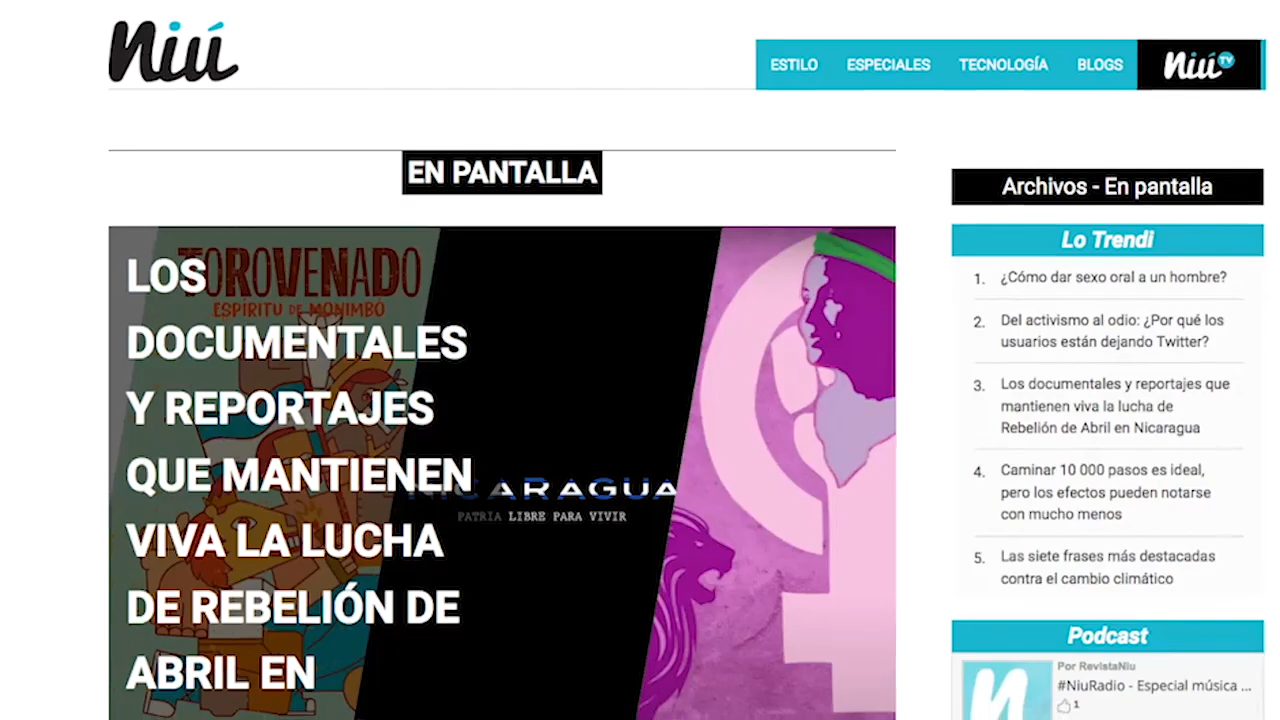 Niú
ESTILO ESPECIALES TECNOLOGÍA BLOGS Niú TV
EN PANTALLA
TOROVENADO
ESPÍRITU DE MONIMBÓ
LOS
DOCUMENTALES
Y REPORTAJES
QUE MANTIENEN
VIVA LA LUCHA
DE REBELIÓN DE
ABRIL EN
NICARAGUA
PATRIA LIBRE PARA VIVIR
Archivos - En pantalla
Lo Trendi
1. ¿Cómo dar sexo oral a un hombre?
2. Del activismo al odio: ¿Por qué los
usuarios están dejando Twitter?
3. Los documentales y reportajes que
mantienen viva la lucha de
Rebelión de Abril en Nicaragua
4. Caminar 10 000 pasos es ideal,
pero los efectos pueden notarse
con mucho menos
5. Las siete frases más destacadas
contra el cambio climático
Podcast
Por RevistaNiu
#NiuRadio - Especial música ...
1